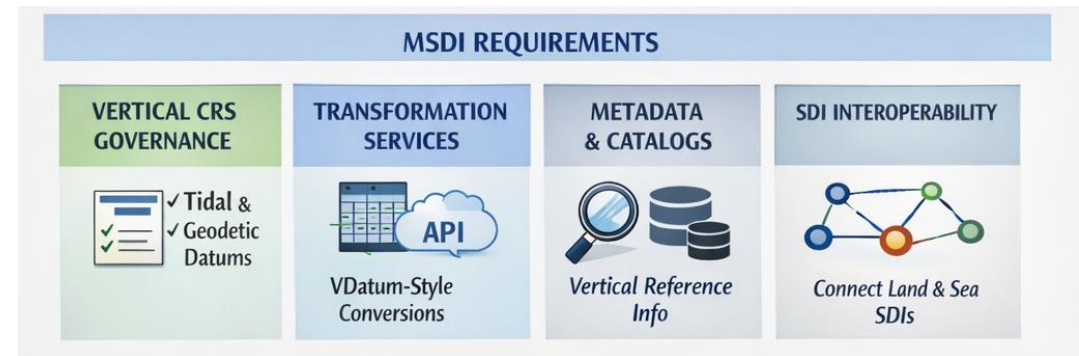 MSDI REQUIREMENTS
VERTICAL CRS
GOVERNANCE
✓ Tidal &
✓ Geodetic
Datums
TRANSFORMATION
SERVICES
API
VDatum-Style
Conversions
METADATA
& CATALOGS
Vertical Reference
Info
SDI INTEROPERABILITY
Connect Land & Sea
SDIs